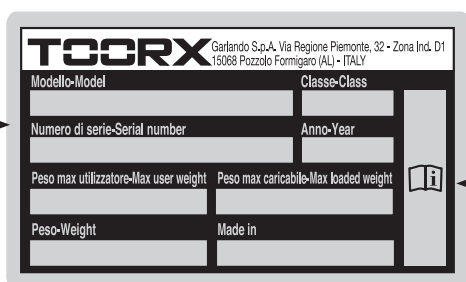 TOORX Garlando S.p.A. Via Regione Piemonte, 32 - Zona Ind. D1
15068 Pozzolo Formigaro (AL) - ITALY
Modello-Model Classe-Class
Numero di serie-Serial number Anno-Year
Peso max utilizzatore-Max user weight Peso max caricabile-Max loaded weight
Peso-Weight Made in
i